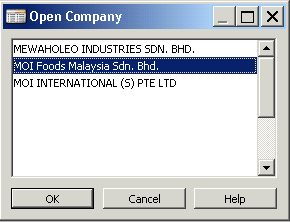 Open Company
MEWAHOLEO INDUSTRIES SDN. BHD.
MOI Foods Malaysia Sdn. Bhd.
MOI INTERNATIONAL (S) PTE LTD
OK Cancel Help